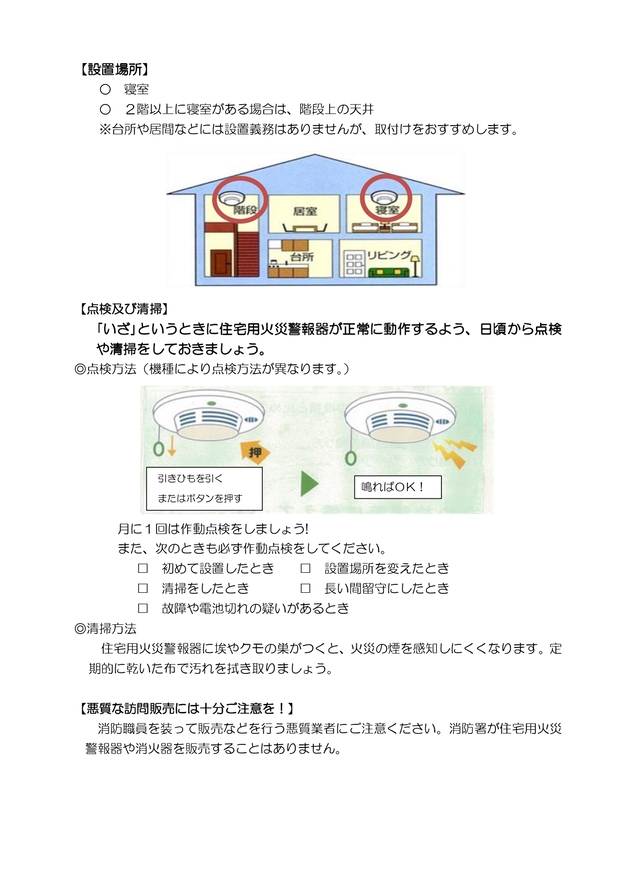 【設置場所】
○　寝室
○　２階以上に寝室がある場合は、階段上の天井
※台所や居間などには設置義務はありませんが、取付けをおすすめします。
階段
居室
寝室
台所
リビング
【点検及び清掃】
「いざ」というときに住宅用火災警報器が正常に動作するよう、日頃から点検
や清掃をしておきましょう。
◎点検方法（機種により点検方法が異なります。）
押
引きひもを引く
またはボタンを押す
鳴ればＯＫ！
月に１回は作動点検をしましょう!
また、次のときも必ず作動点検をしてください。
□　初めて設置したとき　　□　設置場所を変えたとき
□　清掃をしたとき　　　　□　長い間留守にしたとき
□　故障や電池切れの疑いがあるとき
◎清掃方法
住宅用火災警報器に埃やクモの巣がつくと、火災の煙を感知しにくくなります。定
期的に乾いた布で汚れを拭き取りましょう。
【悪質な訪問販売には十分ご注意を！】
消防職員を装って販売などを行う悪質業者にご注意ください。消防署が住宅用火災
警報器や消火器を販売することはありません。